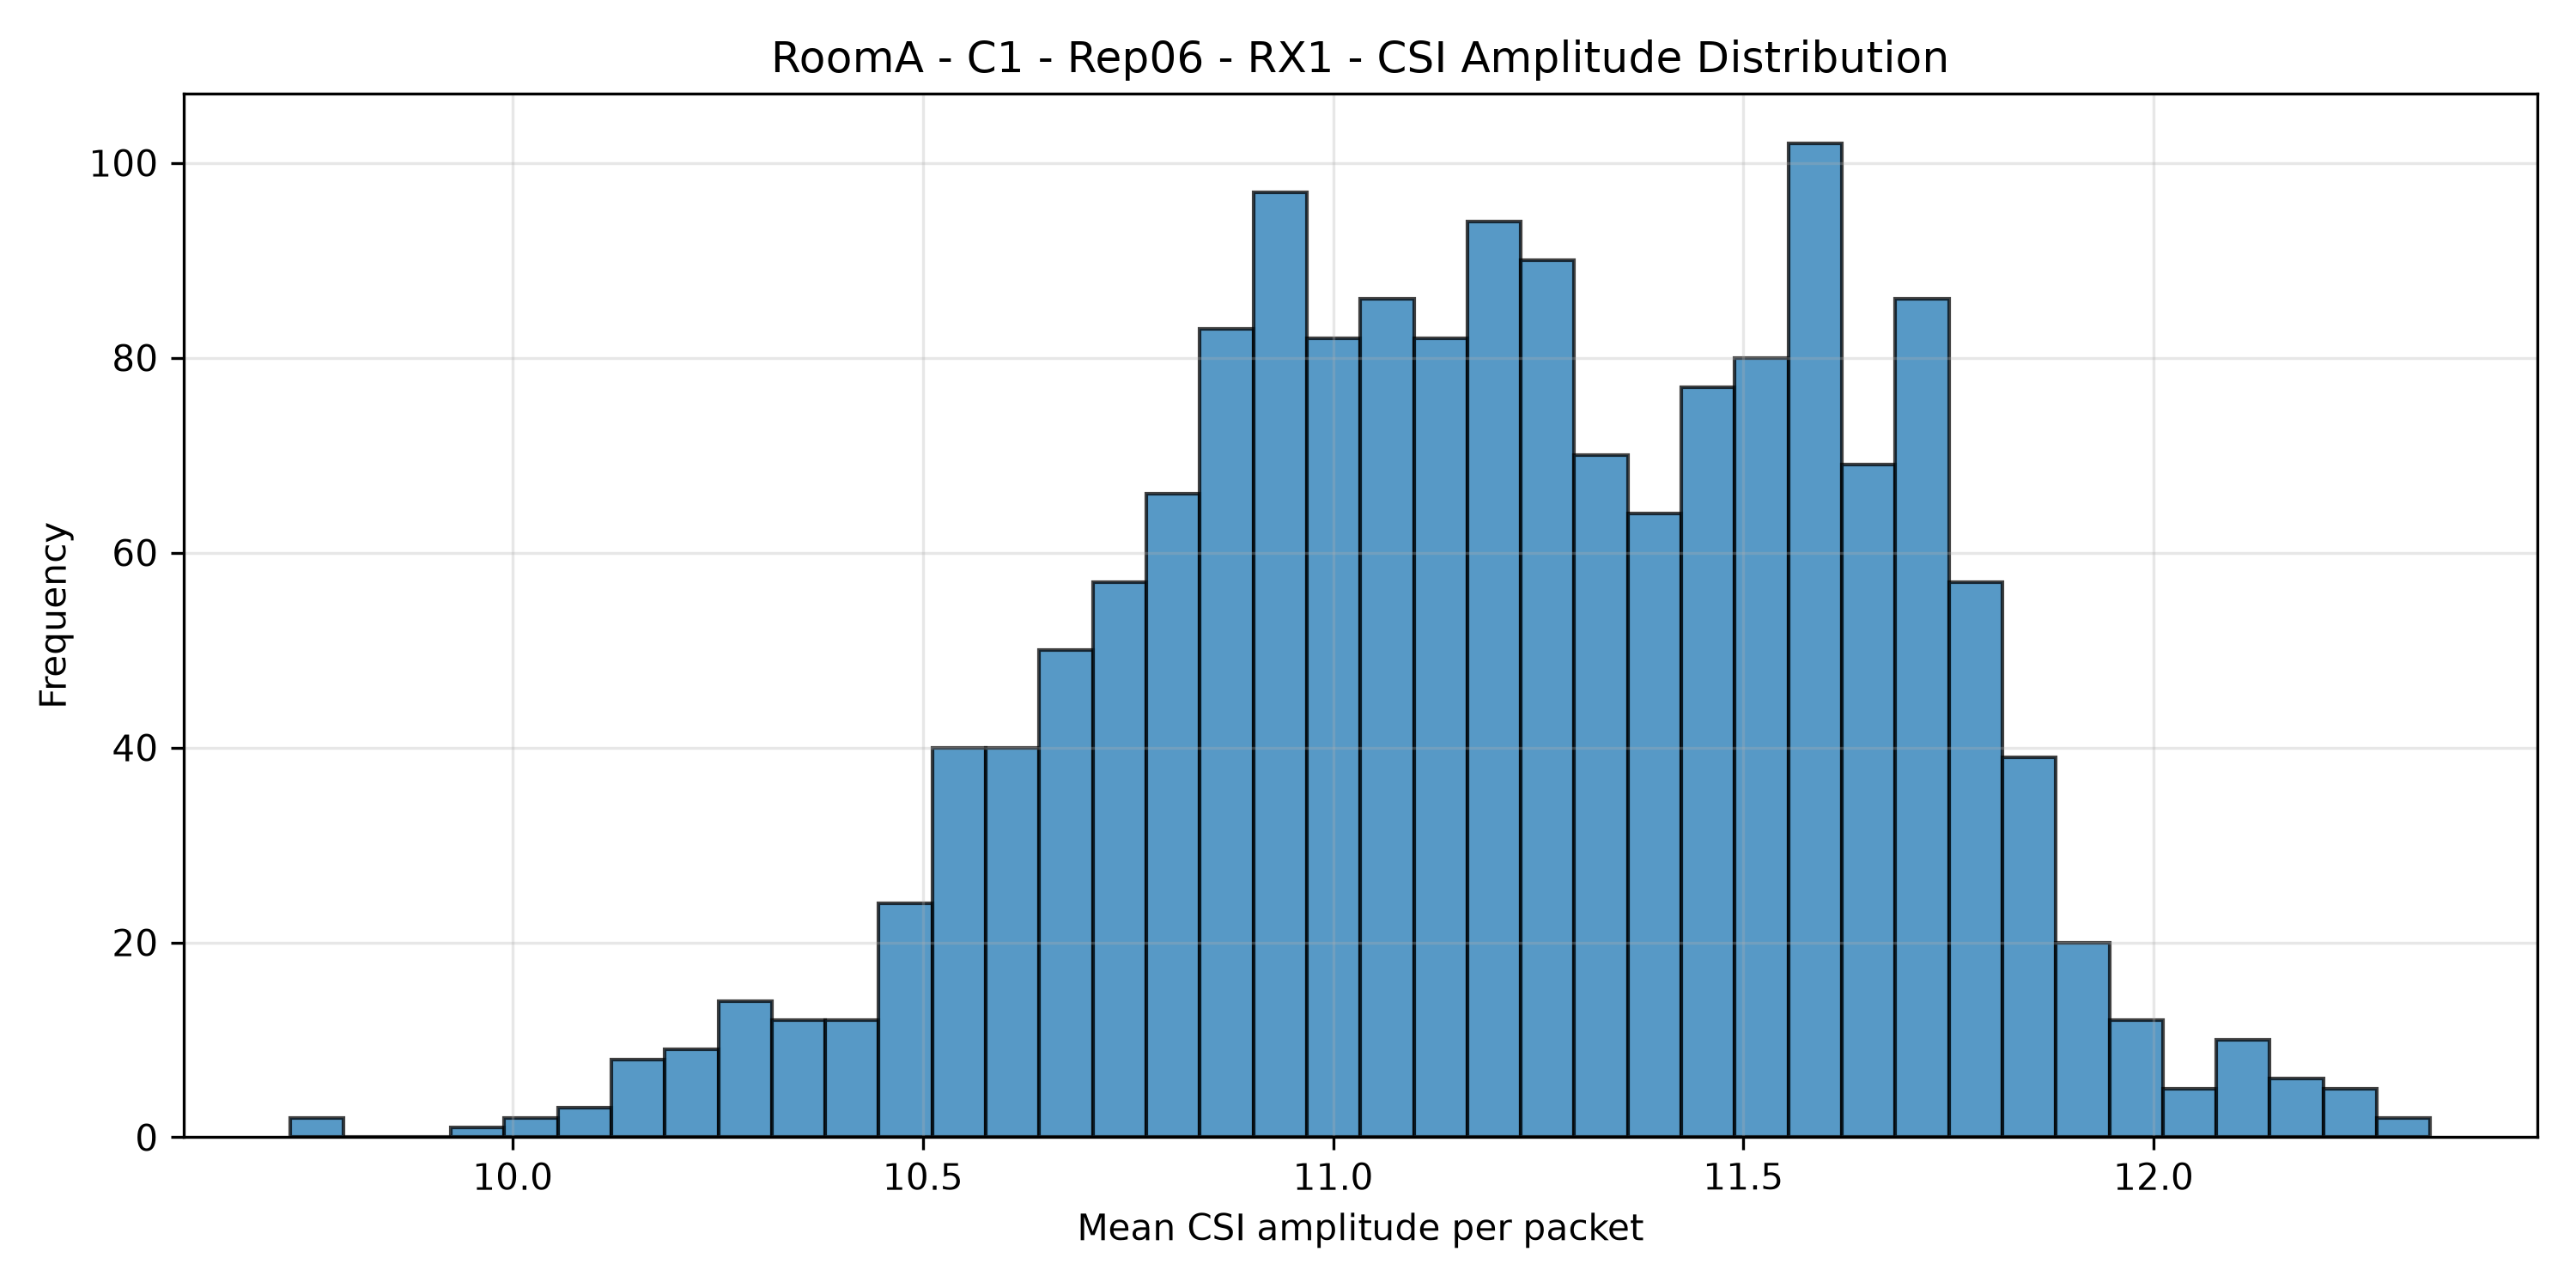 RoomA - C1 - Rep06 - RX1 - CSI Amplitude Distribution
100
80
60
40
20
0
Frequency
10.0 10.5 11.0 11.5 12.0
Mean CSI amplitude per packet